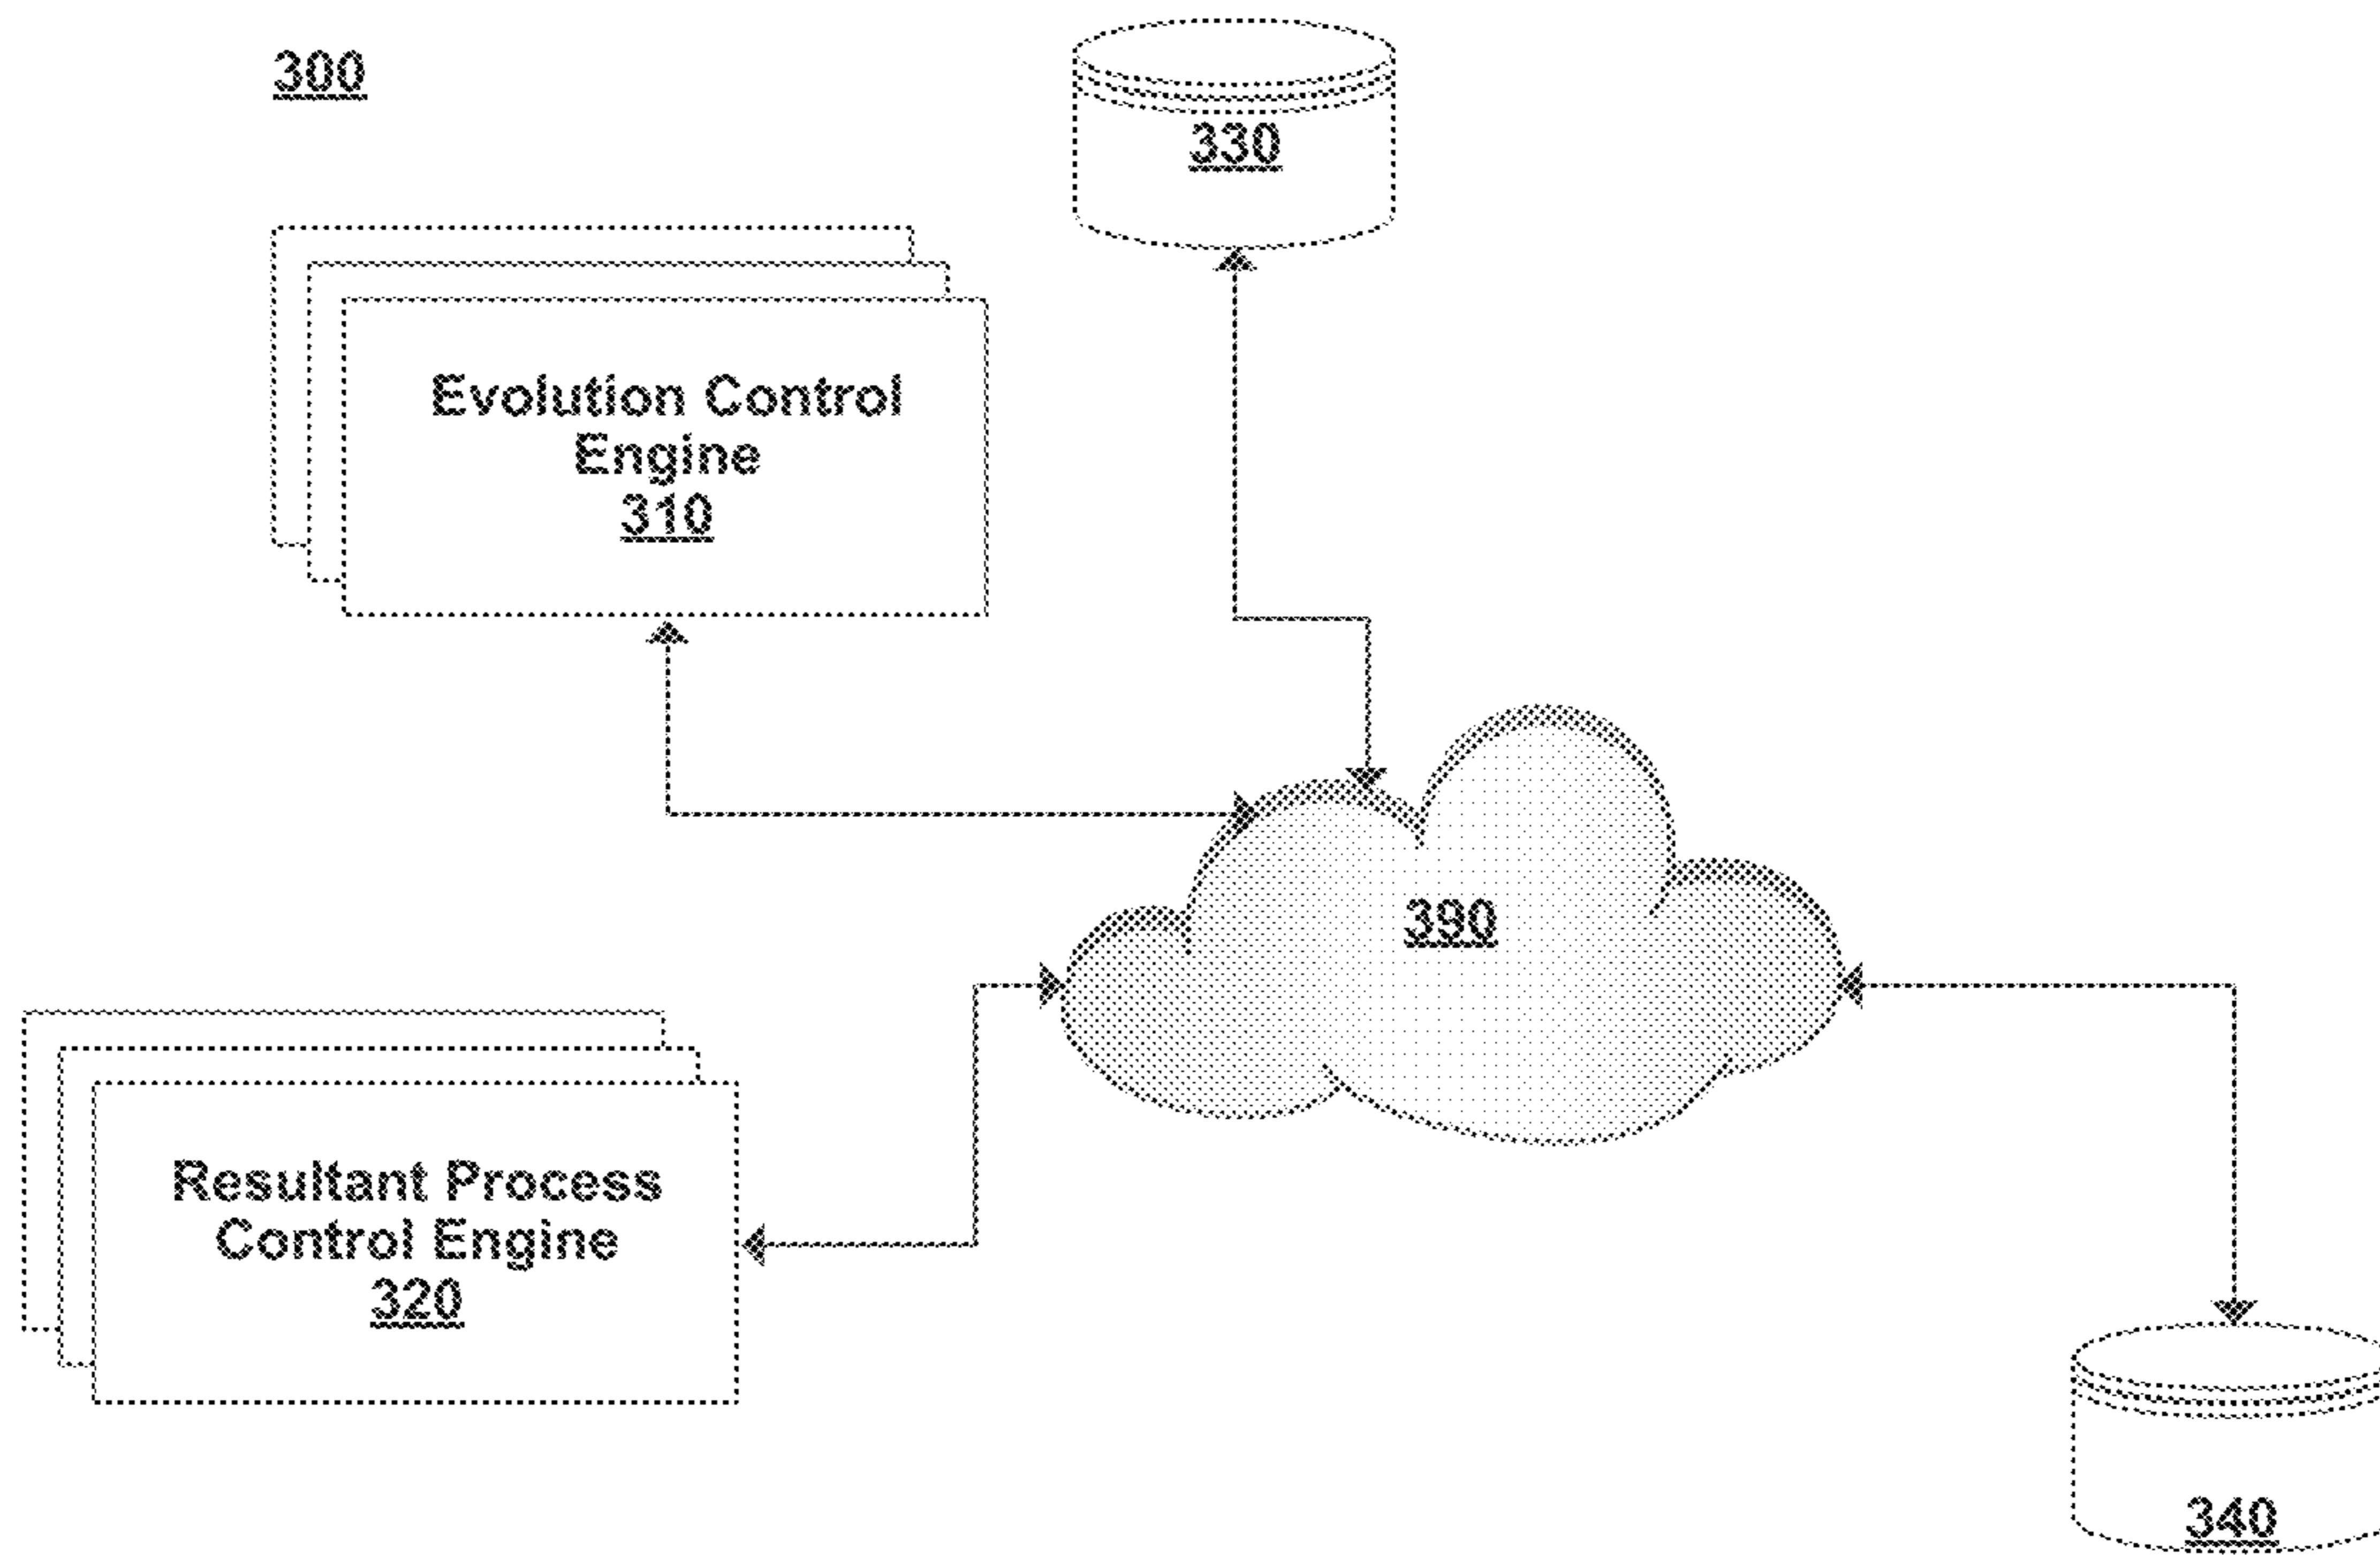 300
330
Evolution Control
Engine
310
390
Resultant Process
Control Engine
320
340